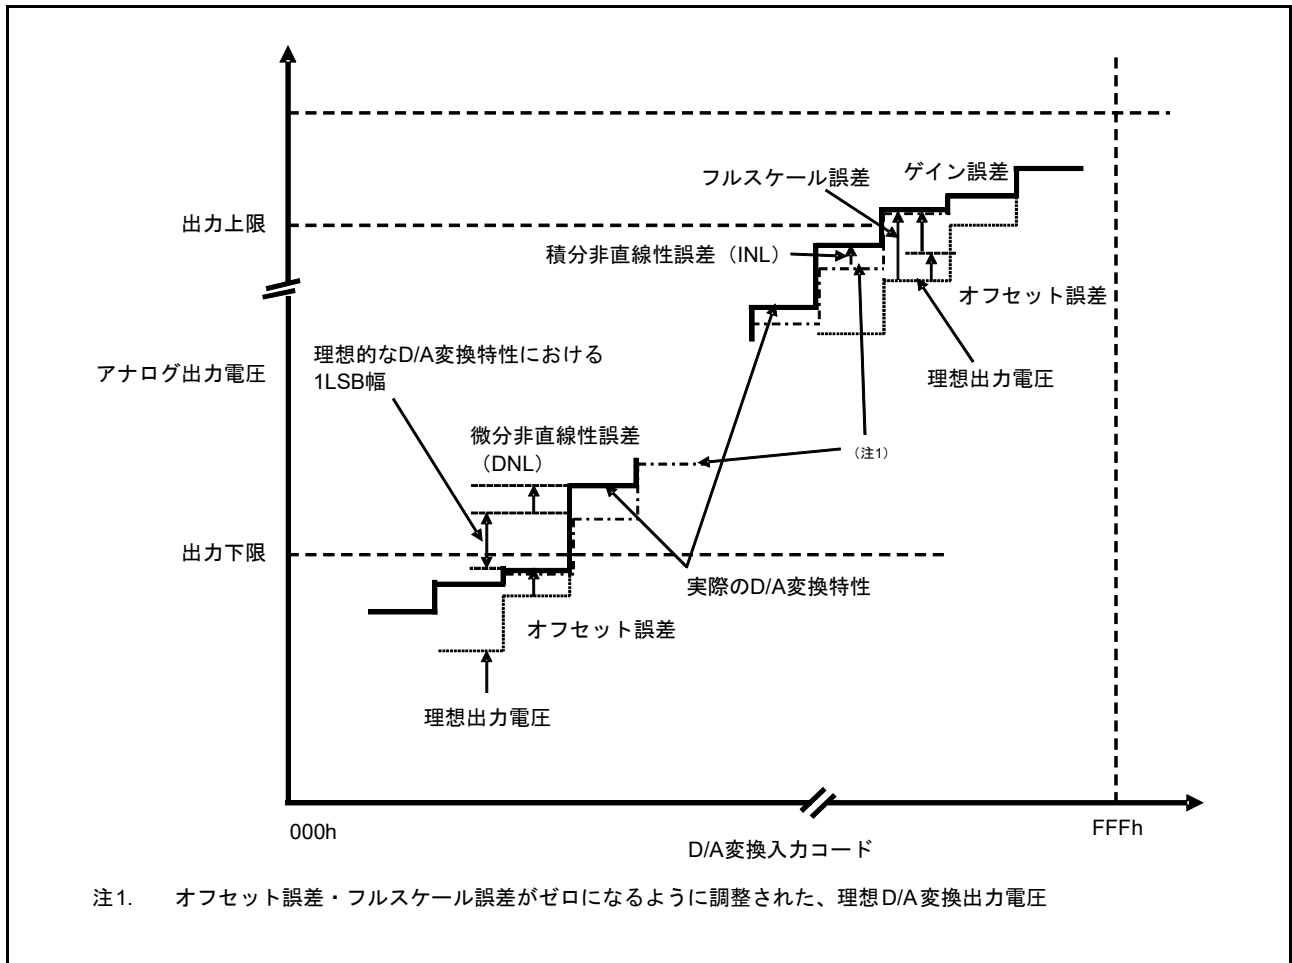 フルスケール誤差
ゲイン誤差
出力上限
積分非直線性誤差（INL）
オフセット誤差
理想的なD/A変換特性における
1LSB幅
アナログ出力電圧
理想出力電圧
微分非直線性誤差
（DNL）
（注1）
出力下限
実際のD/A変換特性
オフセット誤差
理想出力電圧
000h
FFFh
D/A変換入力コード
注1. オフセット誤差・フルスケール誤差がゼロになるように調整された、理想D/A変換出力電圧